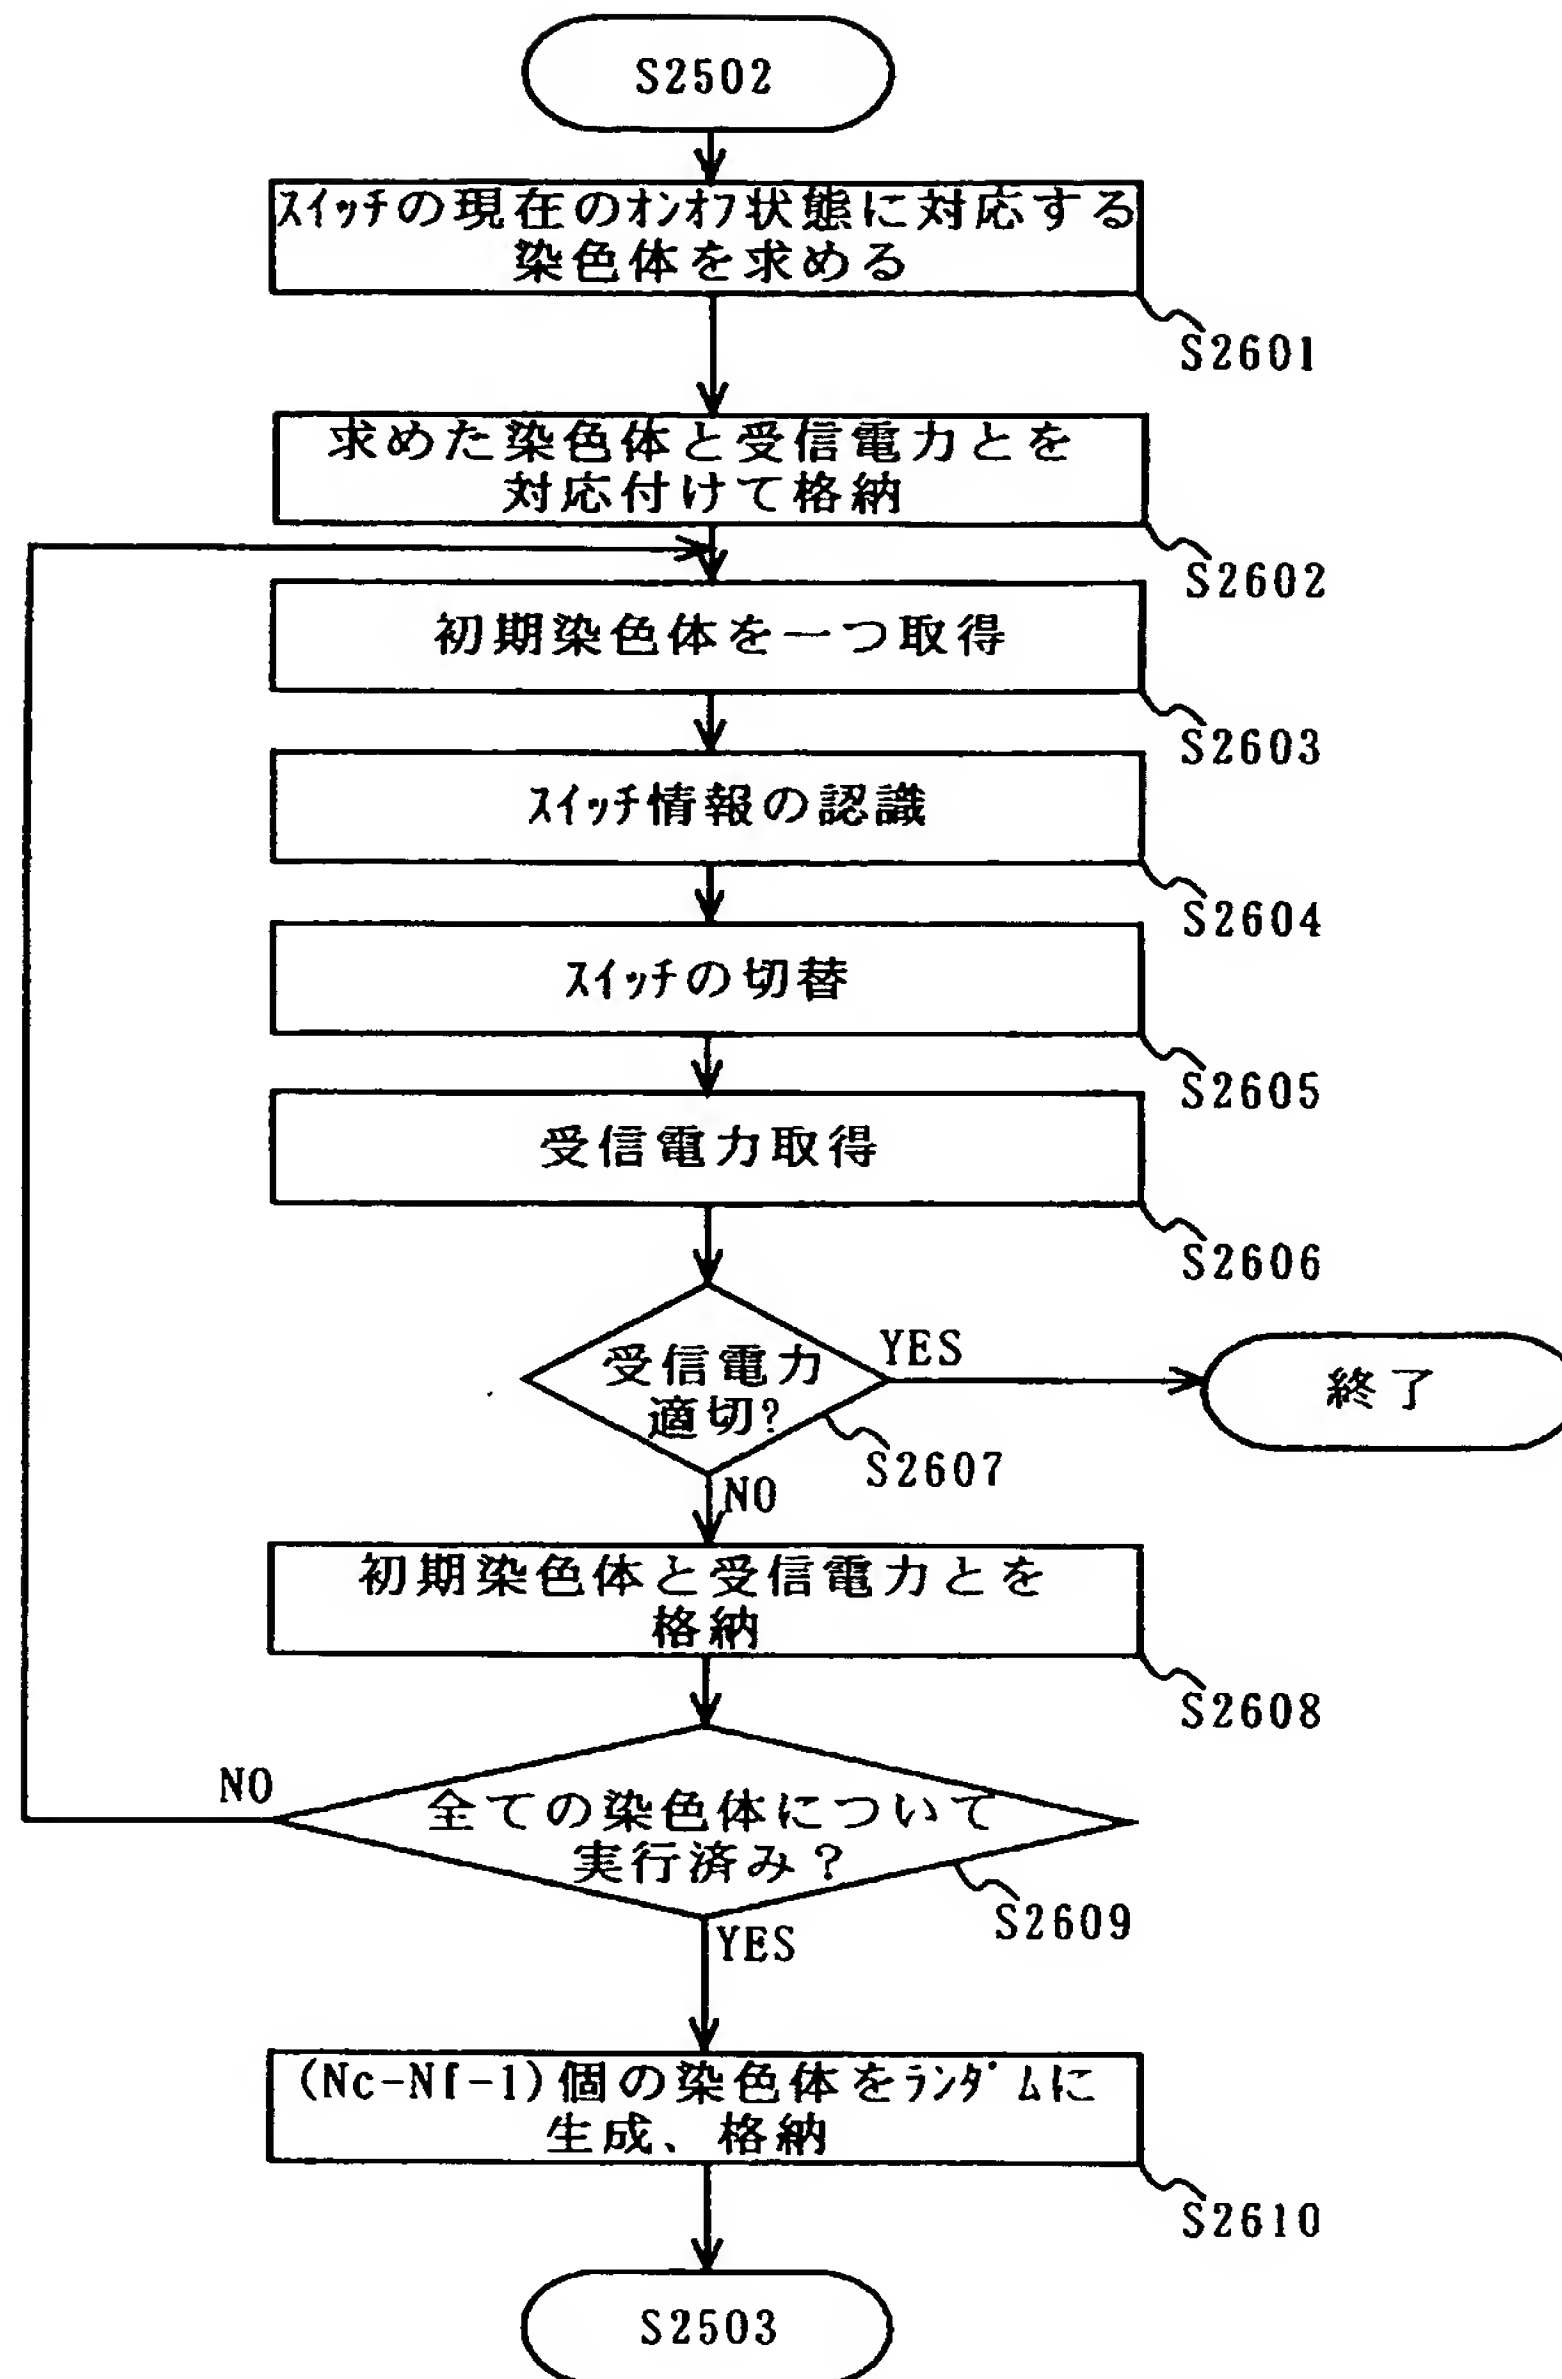 S2502
ｽｲｯﾁの現在のｵﾝｵﾌ状態に対応する
染色体を求める
S2601
求めた染色体と受信電力とを
対応付けて格納
S2602
初期染色体を一つ取得
S2603
ｽｲｯﾁ情報の認識
S2604
ｽｲｯﾁの切替
S2605
受信電力取得
S2606
受信電力
適切?
YES
終了
S2607
NO
初期染色体と受信電力とを
格納
S2608
NO
全ての染色体について
実行済み？
S2609
YES
(Nc-Nf-1)個の染色体をﾗﾝﾀﾞﾑに
生成、格納
S2610
S2503